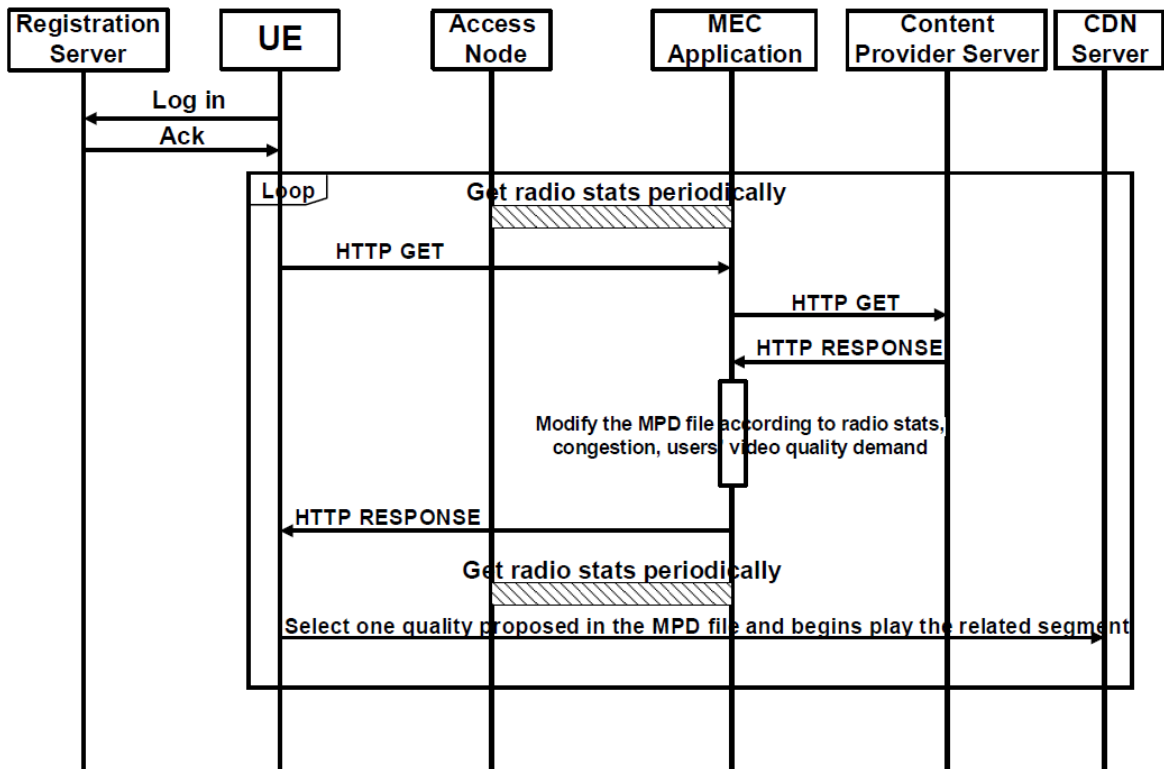 Registration
Server
UE
Access
Node
MEC
Application
Content
Provider Server
CDN
Server
Log in
Ack
Loop
Get radio stats periodically
HTTP GET
HTTP GET
HTTP RESPONSE
Modify the MPD file according to radio stats,
congestion, users' video quality demand
HTTP RESPONSE
Get radio stats periodically
Select one quality proposed in the MPD file and begins play the related segment